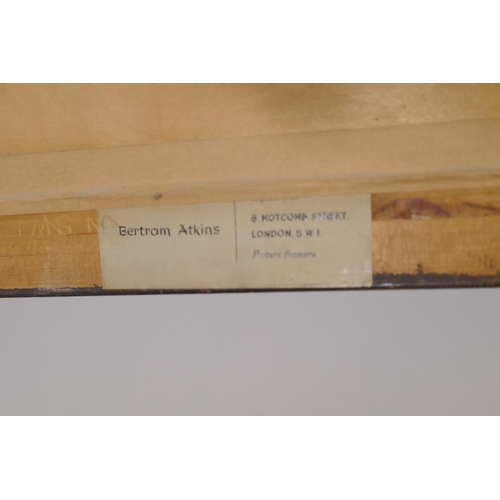 Bertram Atkins
8, MOTCOMB STREET,
LONDON, S.W.1.
Picture framers